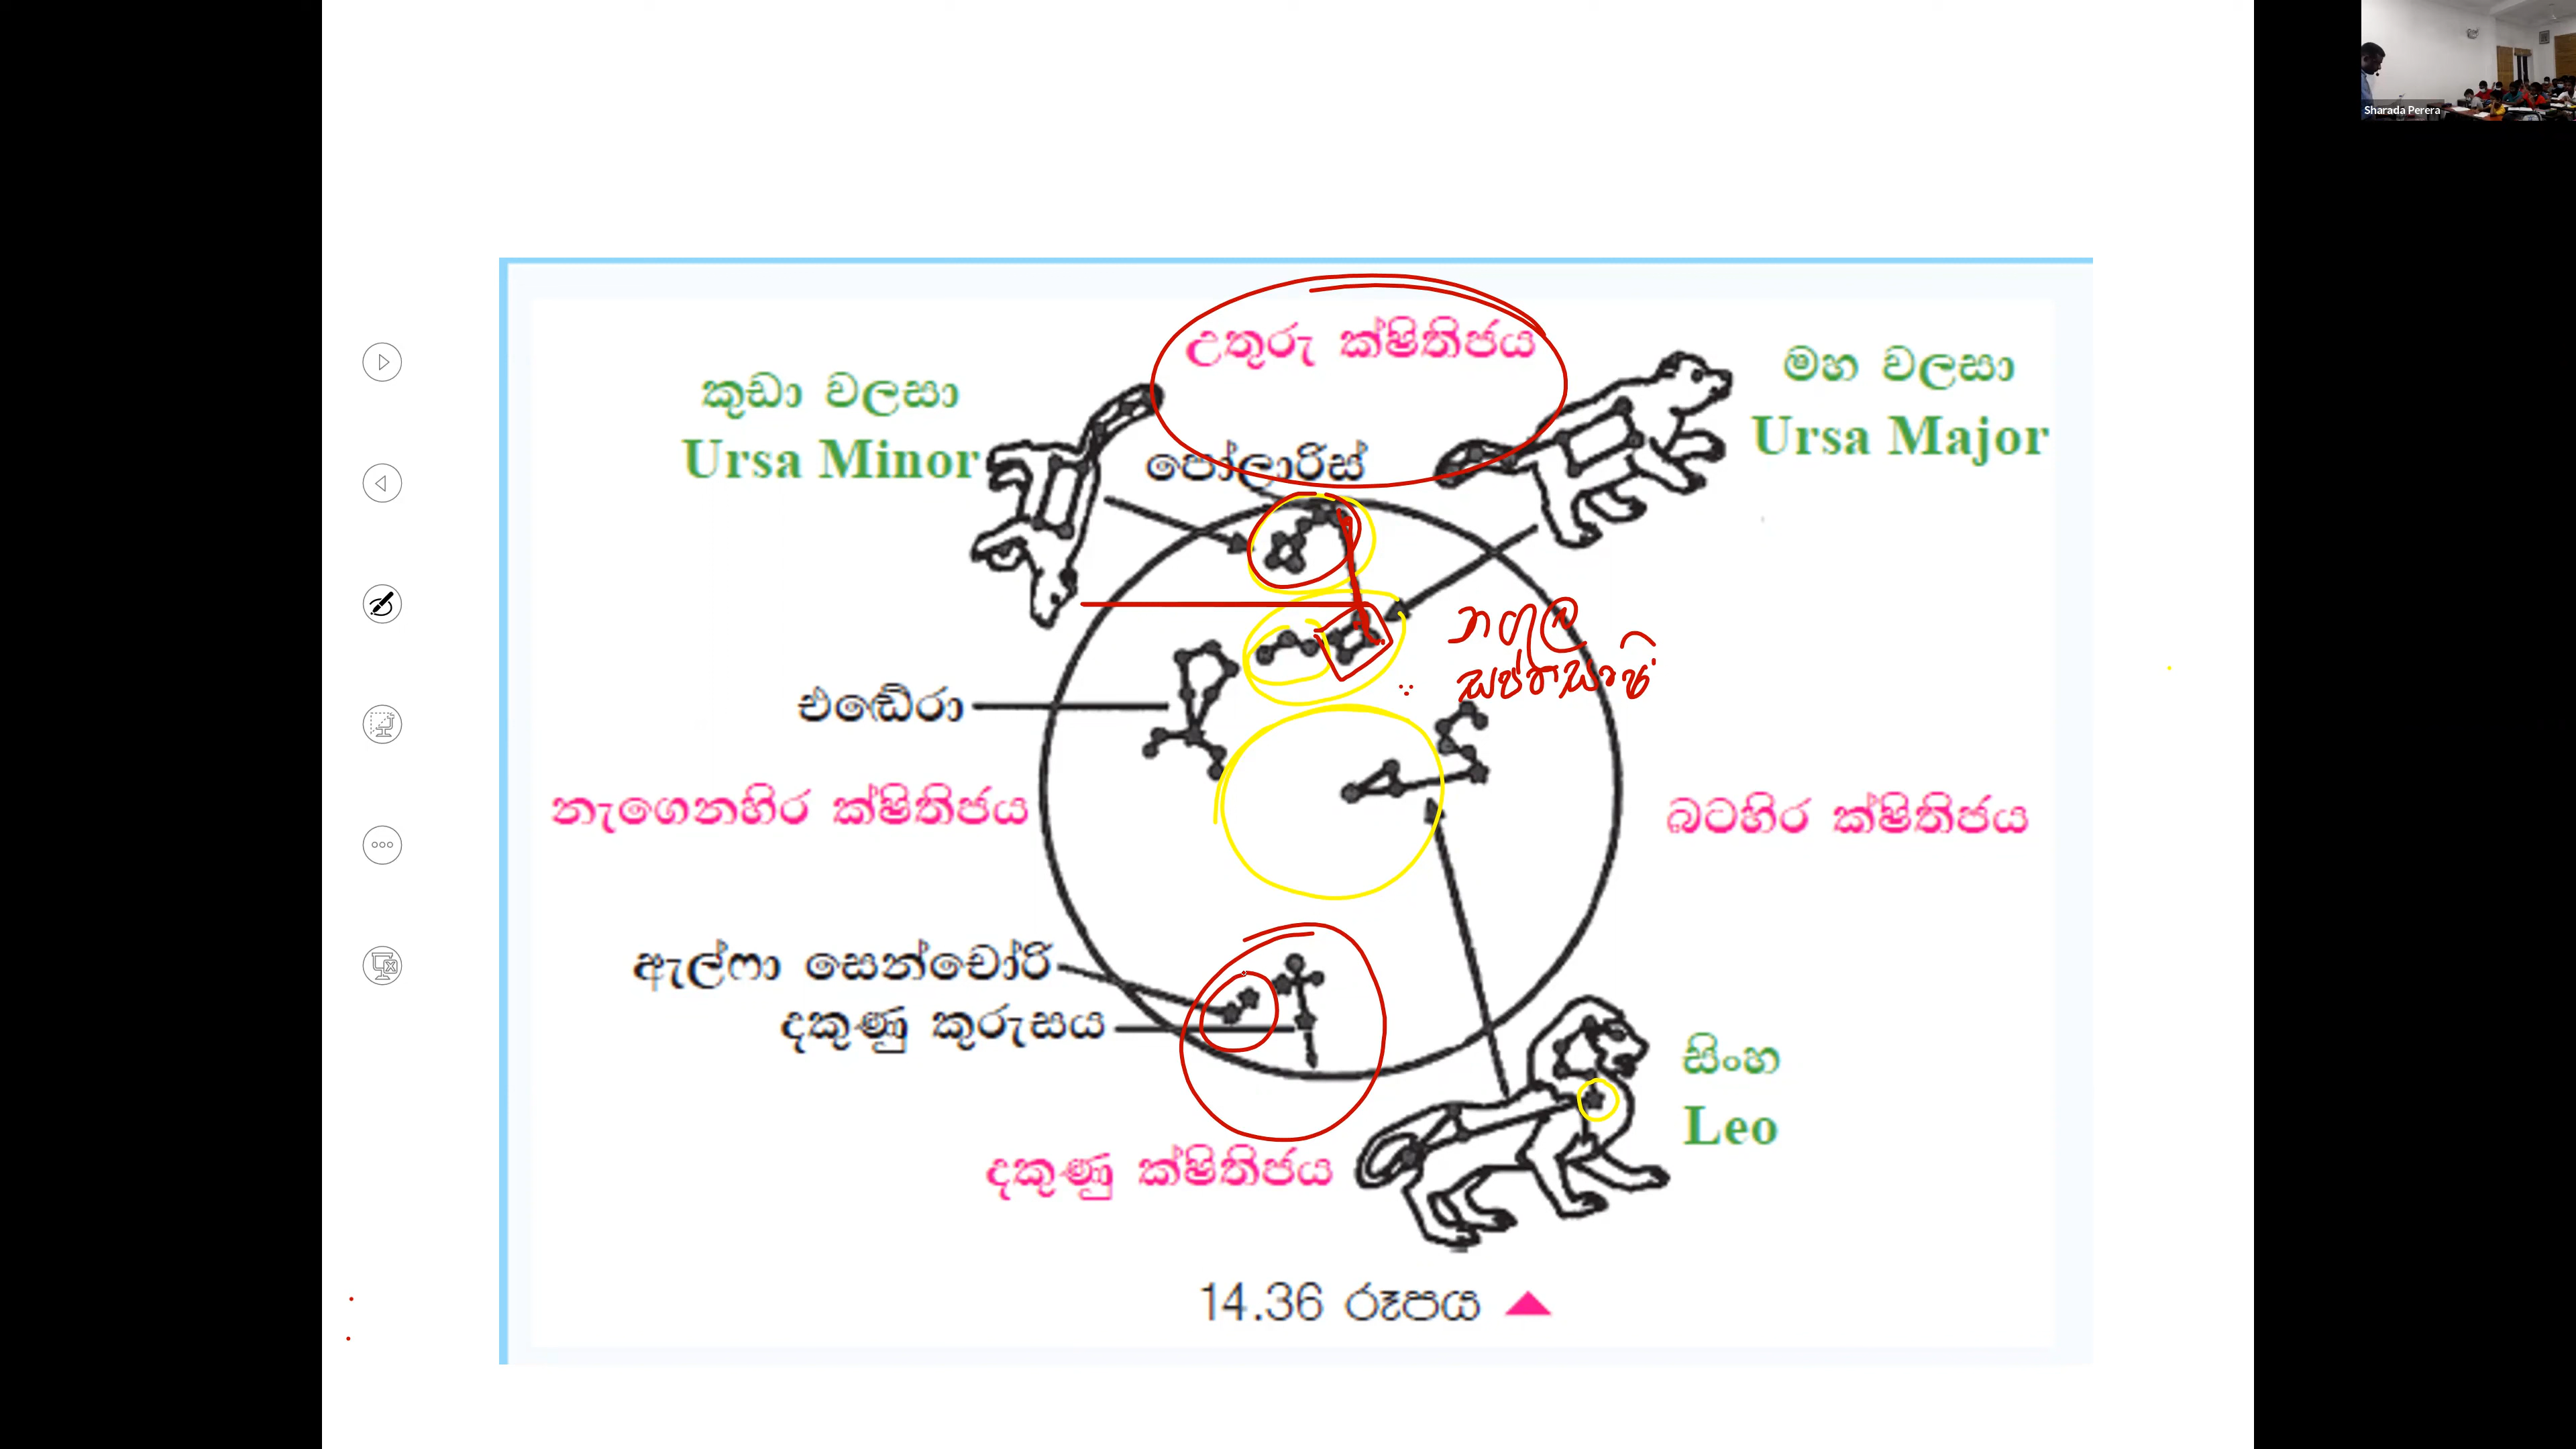 Sharada Perera
උතුරු ක්ෂිතිජය
කුඩා වලසා
Ursa Minor
මහ වලසා
Ursa Major
පෝලාරිස්
නගුල
සප්තසෘෂි
එඬේරා
නැගෙනහිර ක්ෂිතිජය
බටහිර ක්ෂිතිජය
ඇල්ෆා සෙන්චෝරි
දකුණු කුරුසය
සිංහ
Leo
දකුණු ක්ෂිතිජය
14.36 රූපය